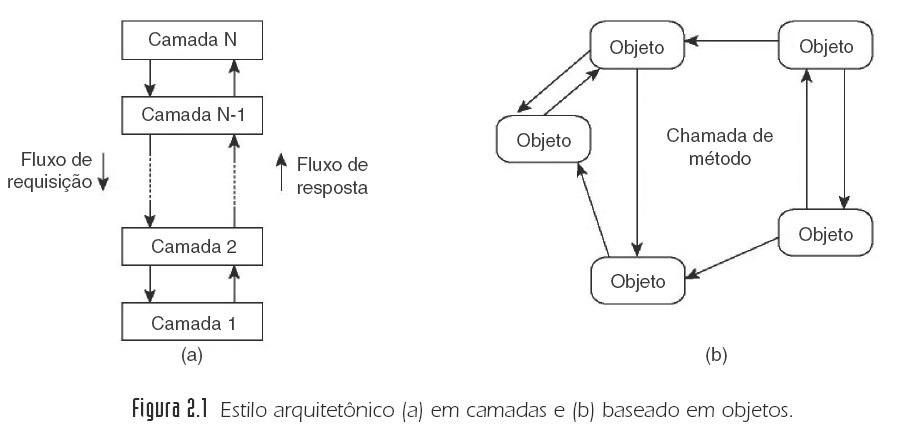 Camada N
Camada N-1
Fluxo de
requisição
Fluxo de
resposta
Camada 2
Camada 1
(a)
Objeto
Objeto
Objeto
Chamada de
método
Objeto
Objeto
(b)
Figura 2.1 Estilo arquitetônico (a) em camadas e (b) baseado em objetos.